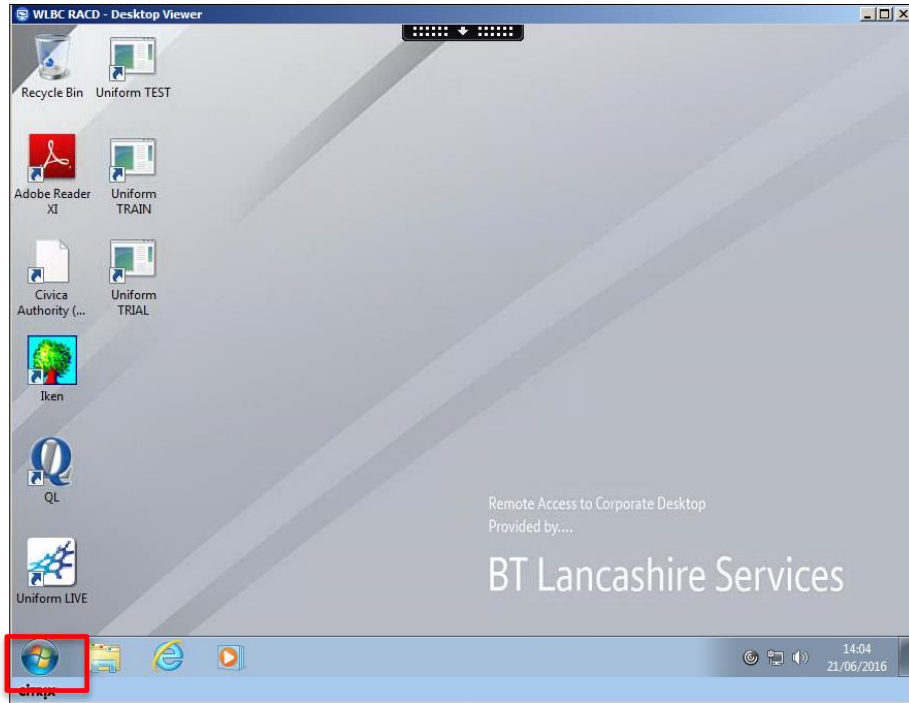 WLBC RACD - Desktop Viewer
Recycle Bin
Uniform TEST
Adobe Reader
XI
Uniform
TRAIN
Civica
Authority (...
Uniform
TRIAL
Iken
QL
Uniform LIVE
Remote Access to Corporate Desktop
Provided by....
BT Lancashire Services
14:04
21/06/2016
citrix